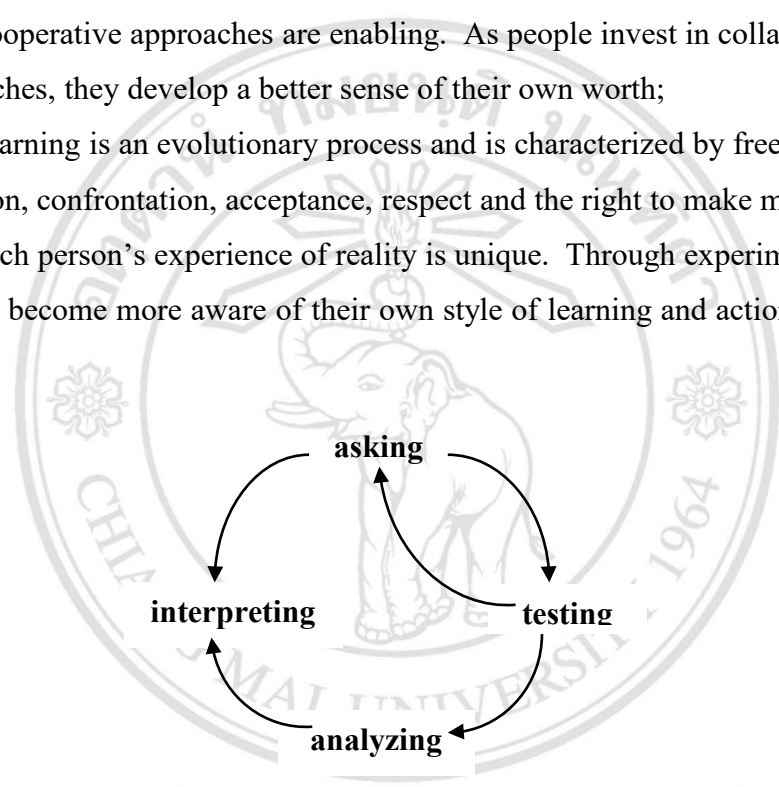 ooperative approaches are enabling. As people invest in colla
ches, they develop a better sense of their own worth;
arning is an evolutionary process and is characterized by free
on, confrontation, acceptance, respect and the right to make m
ch person’s experience of reality is unique. Through experim
become more aware of their own style of learning and action
asking
interpreting
testing
analyzing
1964